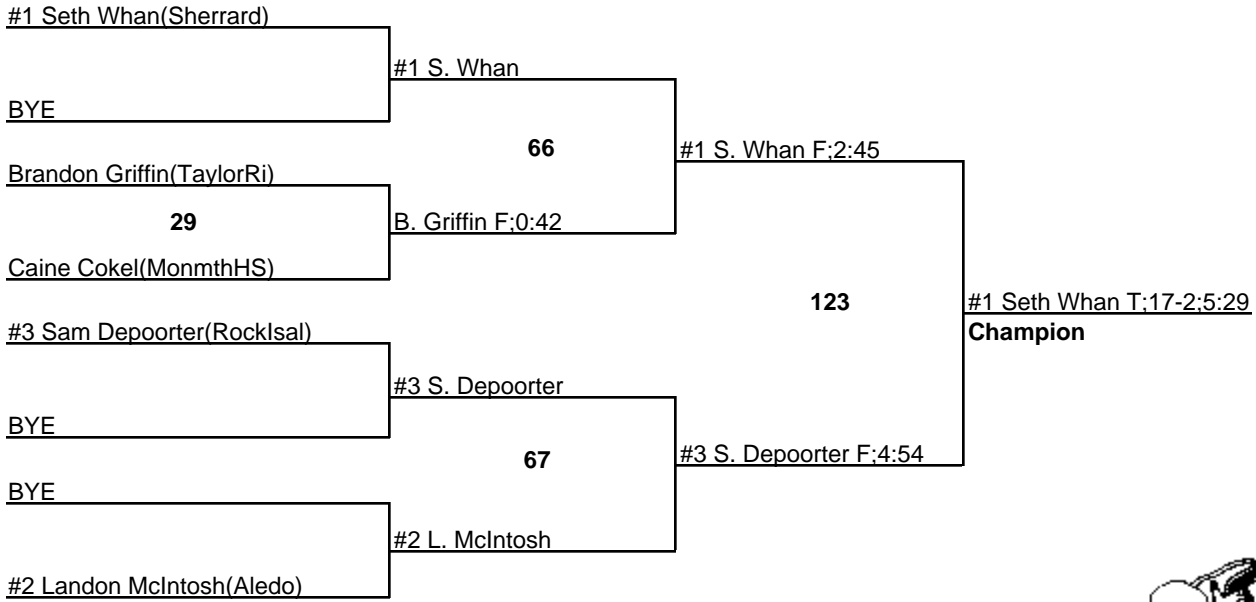 #1 Seth Whan(Sherrard)
#1 S. Whan
BYE
66
#1 S. Whan F;2:45
Brandon Griffin(TaylorRi)
29
B. Griffin F;0:42
Caine Cokel(MonmthHS)
123
#1 Seth Whan T;17-2;5:29
Champion
#3 Sam Depoorter(RockIsal)
#3 S. Depoorter
BYE
67
#3 S. Depoorter F;4:54
BYE
#2 L. McIntosh
#2 Landon McIntosh(Aledo)